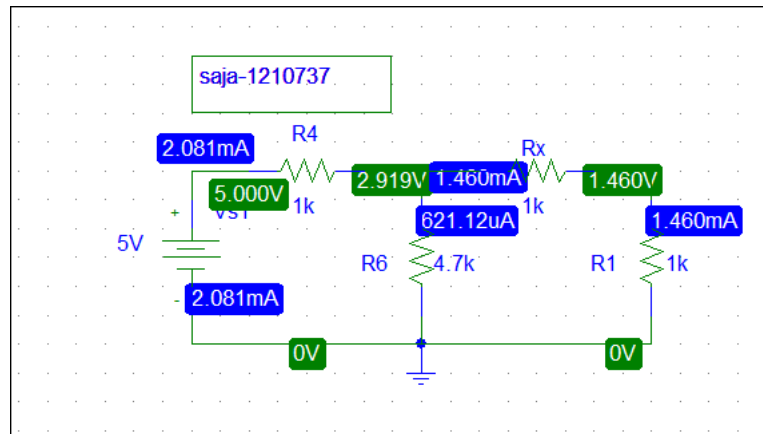 saja-1210737
2.081mA
R4
Rx
5.000V
2.919V
1.460mA
1.460V
+
Vs1
1k
1k
621.12uA
1.460mA
5V
R6
4.7k
R1
1k
-
2.081mA
0V
0V